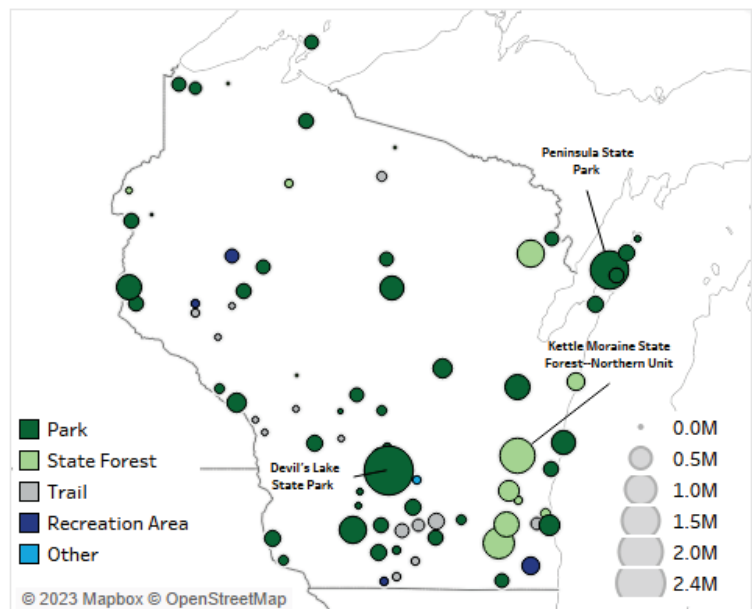 Peninsula State
Park
Kettle Moraine State
Forest--Northern Unit
Devil's Lake
State Park
Park
State Forest
Trail
Recreation Area
Other
0.0M
0.5M
1.0M
1.5M
2.0M
2.4M
© 2023 Mapbox © OpenStreetMap